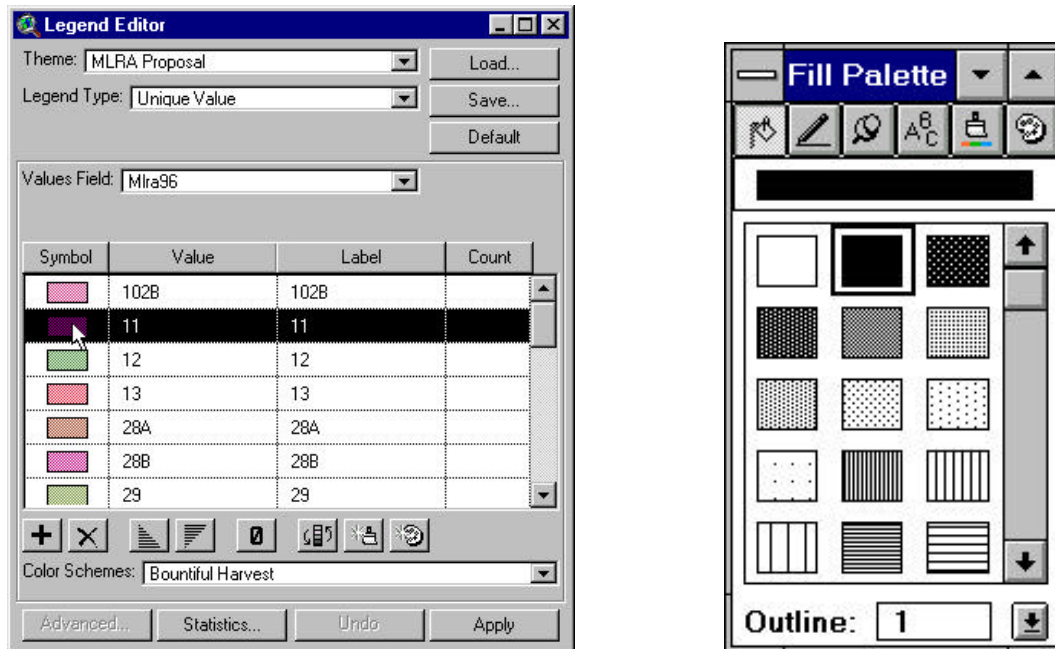 Legend Editor
Theme: MLRA Proposal
Load...
Legend Type: Unique Value
Save...
Default
Values Field: Mlra96
Symbol Value Label Count
102B 102B
11 11
12 12
13 13
28A 28A
28B 28B
29 29
Color Schemes: Bountiful Harvest
Advanced... Statistics... Undo Apply
Fill Palette
ABC
Outline: 1